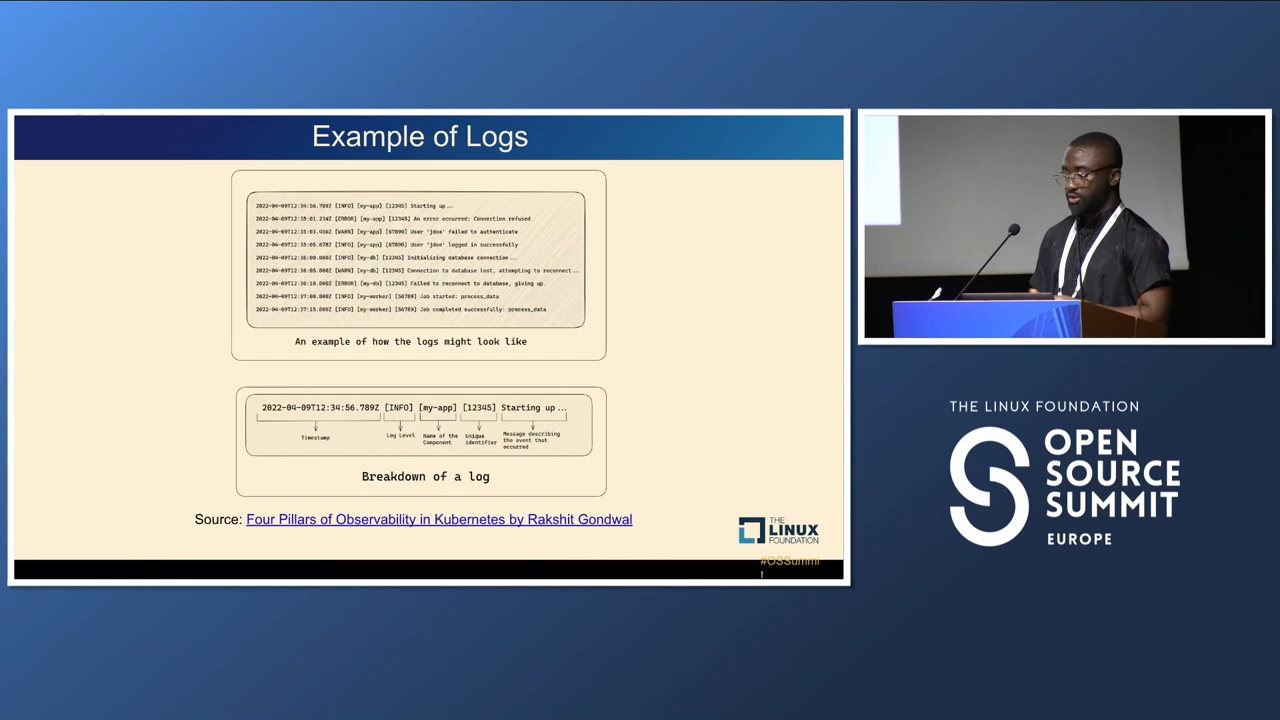 Example of Logs
2022-04-09T12:34:56.789Z [INFO] [my-app] [12345] Starting up...
2022-04-09T12:35:01.234Z [ERROR] [my-app] [12345] An error occurred: Connection refused
2022-04-09T12:35:03.456Z [WARN] [my-app] [67890] User 'jdoe' failed to authenticate
2022-04-09T12:35:05.678Z [INFO] [my-app] [67890] User 'jdoe' logged in successfully
2022-04-09T12:36:00.000Z [INFO] [my-db] [12345] Initializing database connection...
2022-04-09T12:36:05.000Z [WARN] [my-db] [12345] Connection to database lost, attempting to reconnect...
2022-04-09T12:36:10.000Z [ERROR] [my-db] [12345] Failed to reconnect to database, giving up.
2022-04-09T12:37:00.000Z [INFO] [my-worker] [56789] Job started: process_data
2022-04-09T12:37:15.000Z [INFO] [my-worker] [56789] Job completed successfully: process_data
An example of how the logs might look like
2022-04-09T12:34:56.789Z [INFO] [my-app] [12345] Starting up...
Timestamp
Log Level
Name of the
Component
Unique
identifier
Message describing
the event that
occurred
Breakdown of a log
Source: Four Pillars of Observability in Kubernetes by Rakshit Gondwal
THE
LINUX
FOUNDATION
#OSSummi
t
THE LINUX FOUNDATION
OPEN
SOURCE
SUMMIT
EUROPE